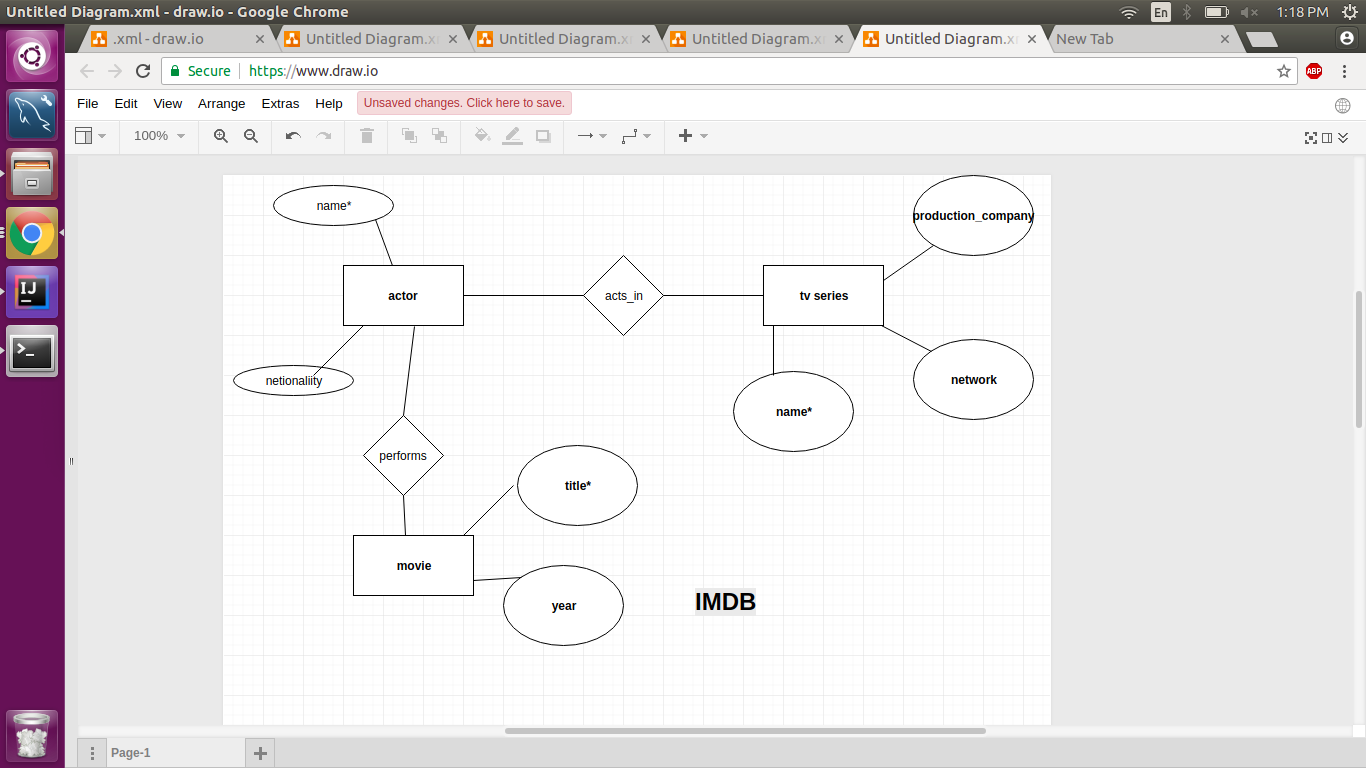 Untitled Diagram.xml - draw.io - Google Chrome
En
1:18 PM
.xml - draw.io
Untitled Diagram.x
Untitled Diagram.x
Untitled Diagram.x
Untitled Diagram.x
New Tab
Secure
https://www.draw.io
ABP
File Edit View Arrange Extras Help
Unsaved changes. Click here to save.
100%
name*
production_company
actor
acts_in
tv series
netionaliity
network
name*
performs
title*
movie
year
IMDB
IJ
>_
Page-1